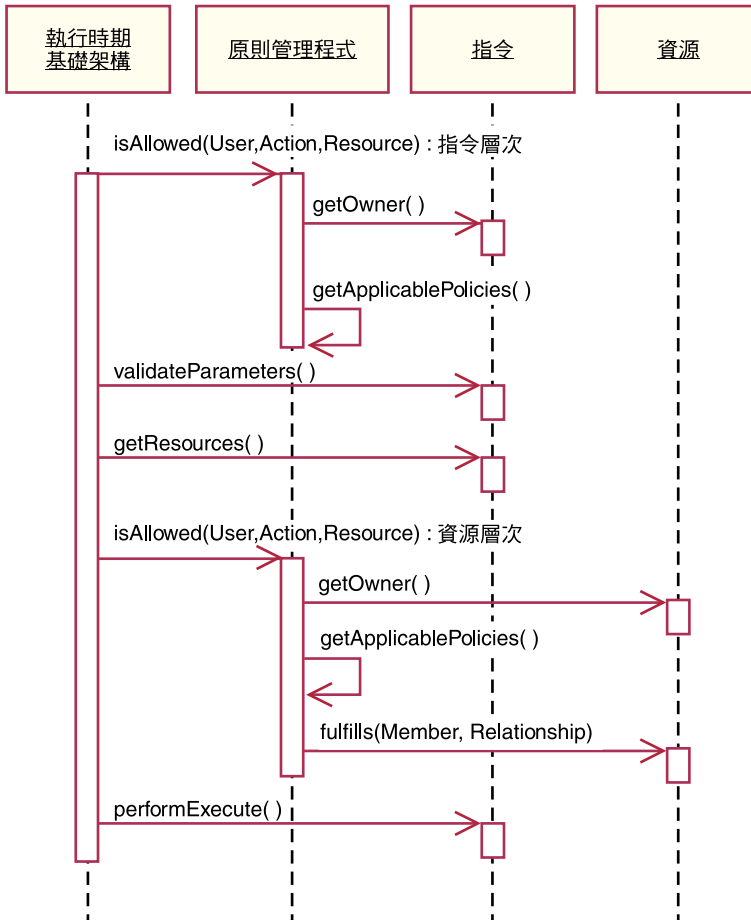 執行時期
基礎架構
原則管理程式
指令
資源
isAllowed(User,Action,Resource) : 指令層次
getOwner( )
getApplicablePolicies( )
validateParameters( )
getResources( )
isAllowed(User,Action,Resource) : 資源層次
getOwner( )
getApplicablePolicies( )
fulfills(Member, Relationship)
performExecute( )